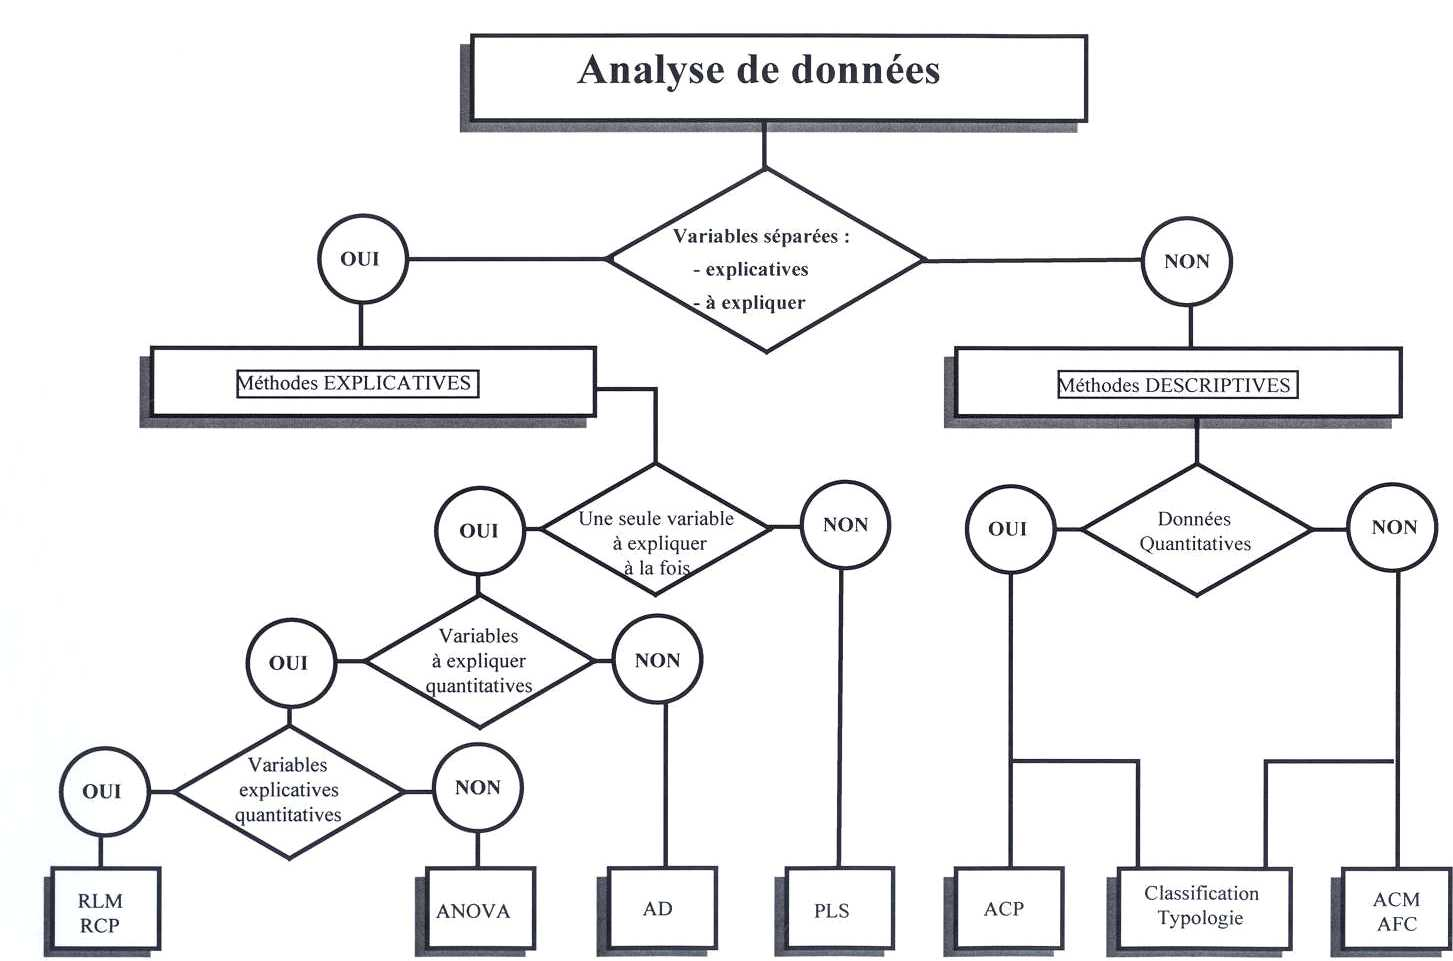 Analyse de données
Variables séparées :
- explicatives
- à expliquer
OUI
NON
Méthodes EXPLICATIVES
Méthodes DESCRIPTIVES
Une seule variable
à expliquer
à la fois
OUI
NON
Données
Quantitatives
OUI
NON
Variables
à expliquer
quantitatives
OUI
NON
Variables
explicatives
quantitatives
OUI
NON
RLM
RCP
ANOVA
AD
PLS
ACP
Classification
Typologie
ACM
AFC